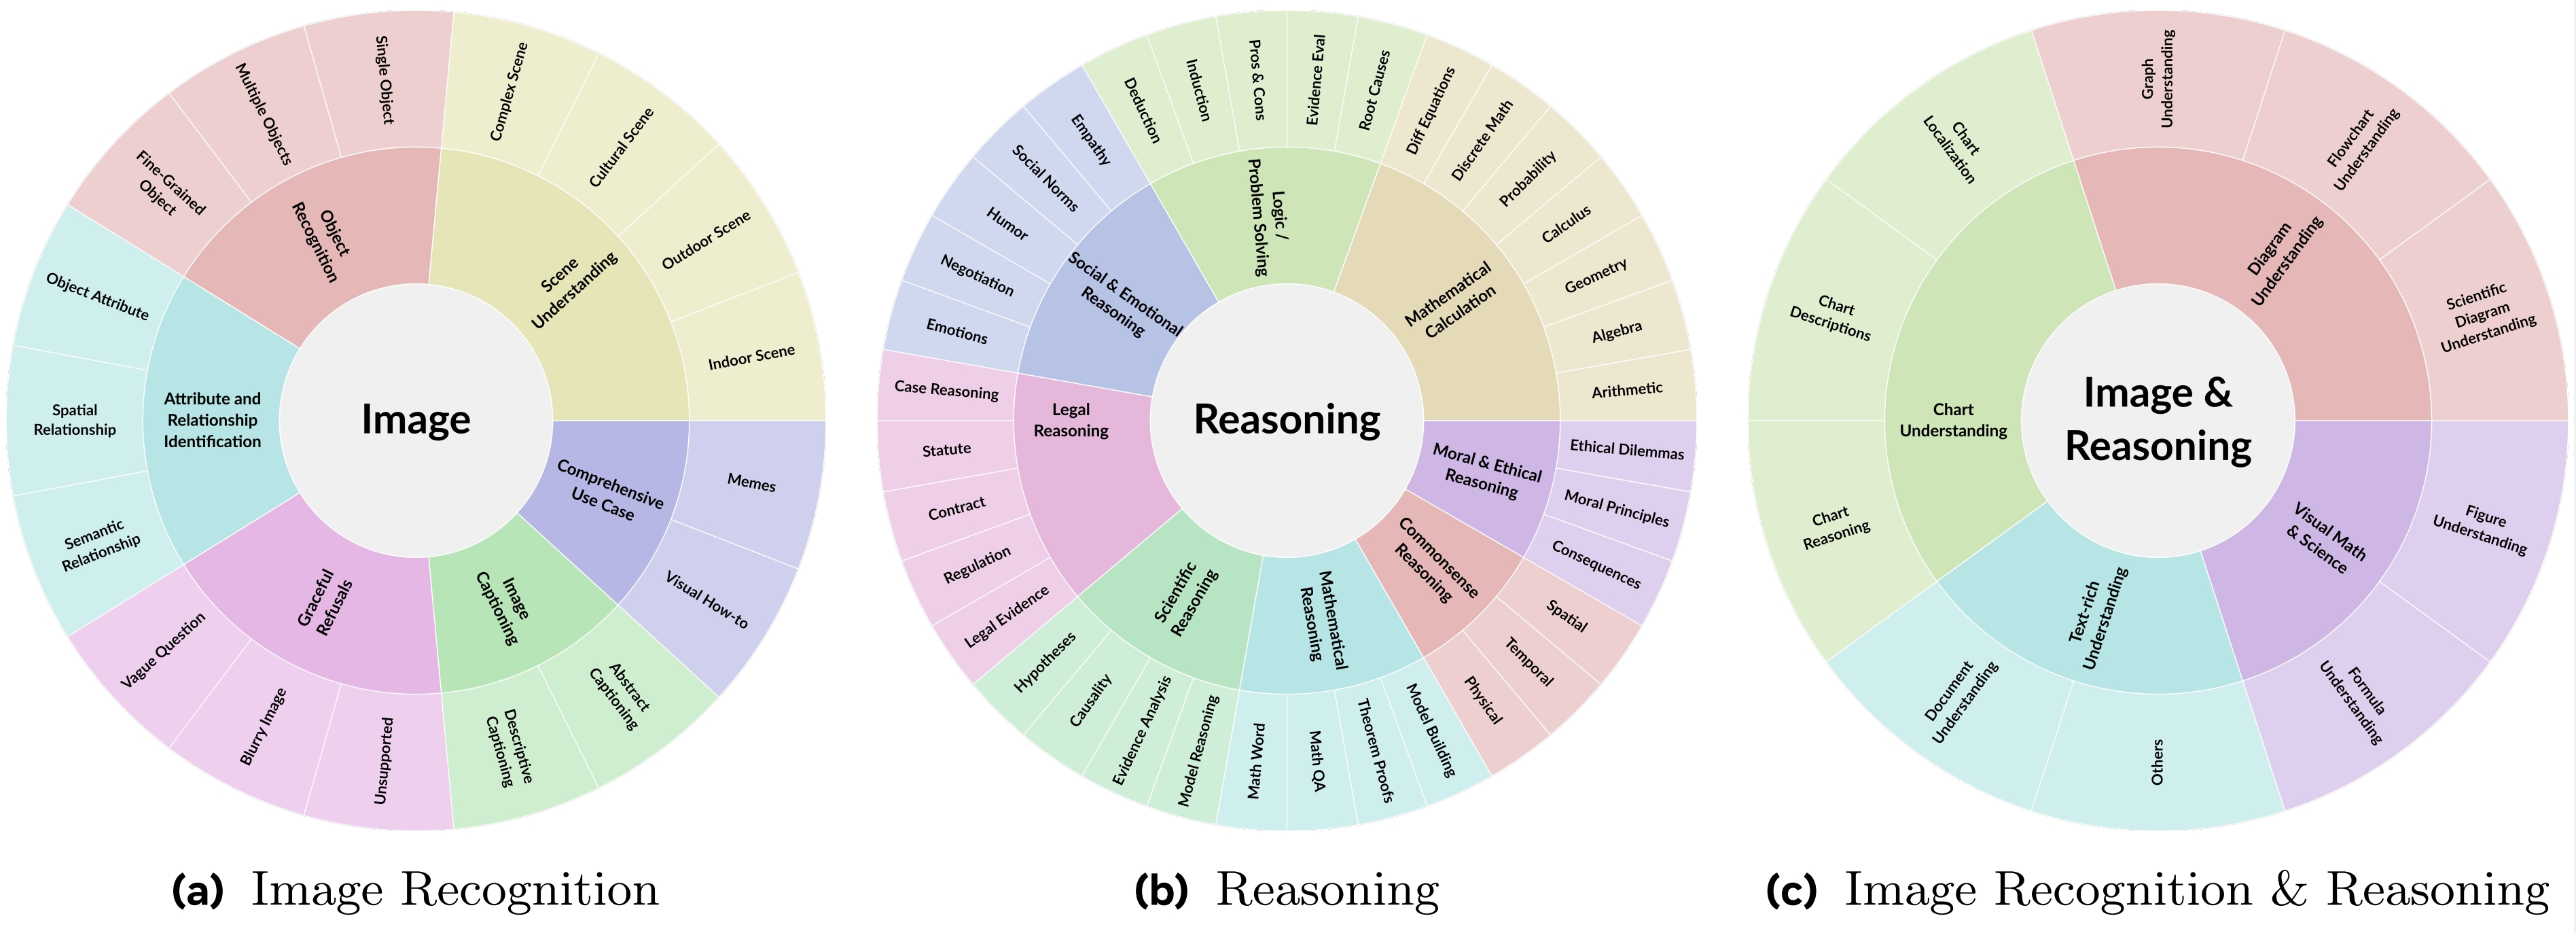 Image
Object
Recognition
Single Object
Multiple Objects
Fine-Grained
Object
Scene
Understanding
Complex Scene
Cultural Scene
Outdoor Scene
Indoor Scene
Comprehensive
Use Case
Memes
Visual How-to
Image
Captioning
Abstract
Captioning
Descriptive
Captioning
Graceful
Refusals
Unsupported
Blurry Image
Vague Question
Attribute and
Relationship
Identification
Semantic
Relationship
Spatial
Relationship
Object Attribute
(a) Image Recognition
Reasoning
Logic /
Problem Solving
Deduction
Induction
Pros & Cons
Evidence Eval
Root Causes
Mathematical
Calculation
Diff Equations
Discrete Math
Probability
Calculus
Geometry
Algebra
Arithmetic
Moral & Ethical
Reasoning
Ethical Dilemmas
Moral Principles
Consequences
Commonsense
Reasoning
Spatial
Temporal
Physical
Mathematical
Reasoning
Model Building
Theorem Proofs
Math QA
Math Word
Scientific
Reasoning
Model Reasoning
Evidence Analysis
Causality
Hypotheses
Legal
Reasoning
Legal Evidence
Regulation
Contract
Statute
Case Reasoning
Social & Emotional
Reasoning
Emotions
Negotiation
Humor
Social Norms
Empathy
(b) Reasoning
Image &
Reasoning
Diagram
Understanding
Graph
Understanding
Flowchart
Understanding
Scientific
Diagram
Understanding
Visual Math
& Science
Figure
Understanding
Formula
Understanding
Text-rich
Understanding
Others
Document
Understanding
Chart
Understanding
Chart
Reasoning
Chart
Descriptions
Chart
Localization
(c) Image Recognition & Reasoning